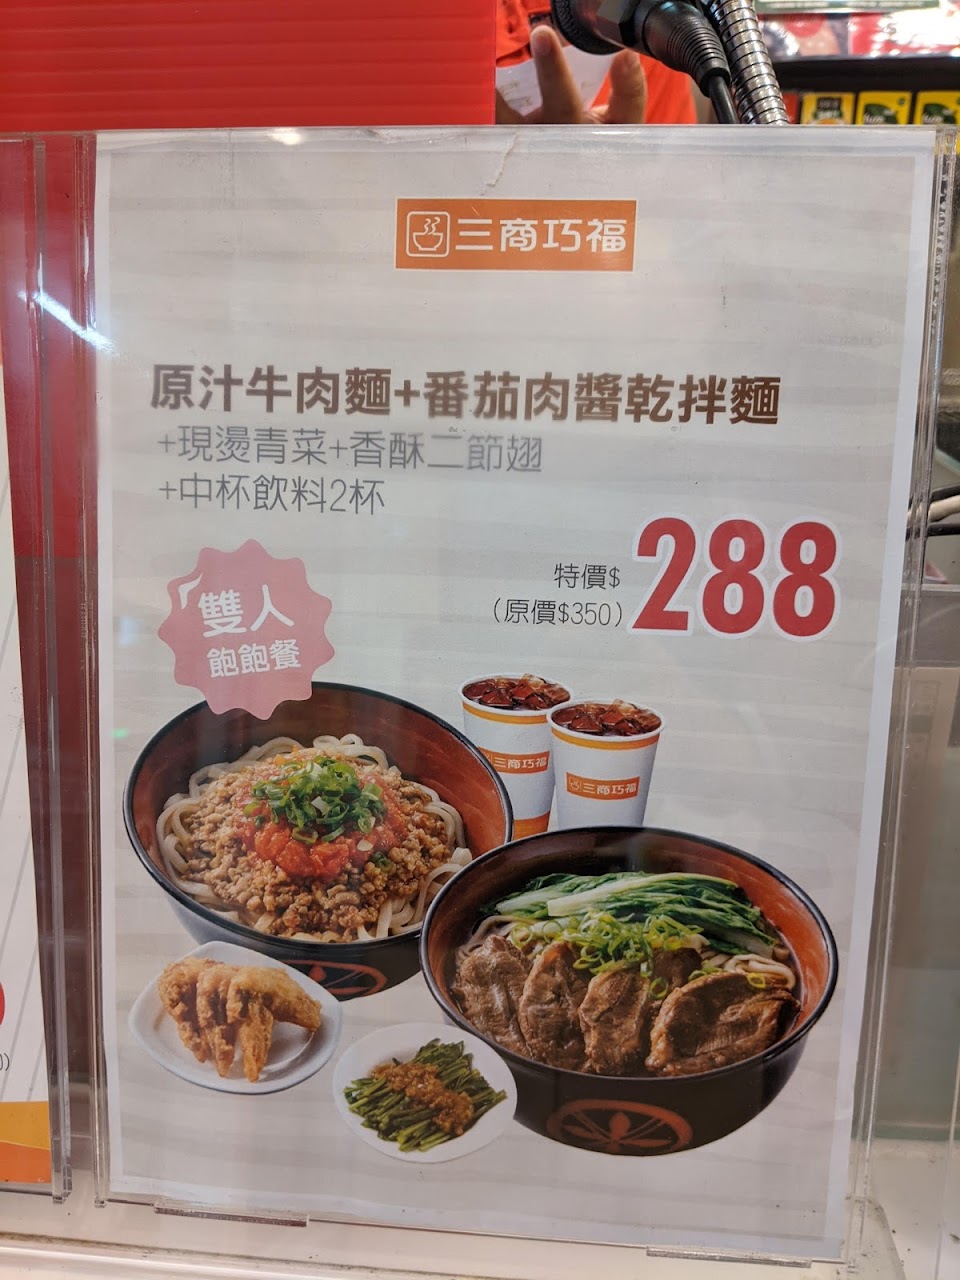 三商巧福
原汁牛肉麵+番茄肉醬乾拌麵
+現燙青菜+香酥二節翅
+中杯飲料2杯
特價$
288
(原價$350)
雙人
飽飽餐
三商巧福
三商巧福